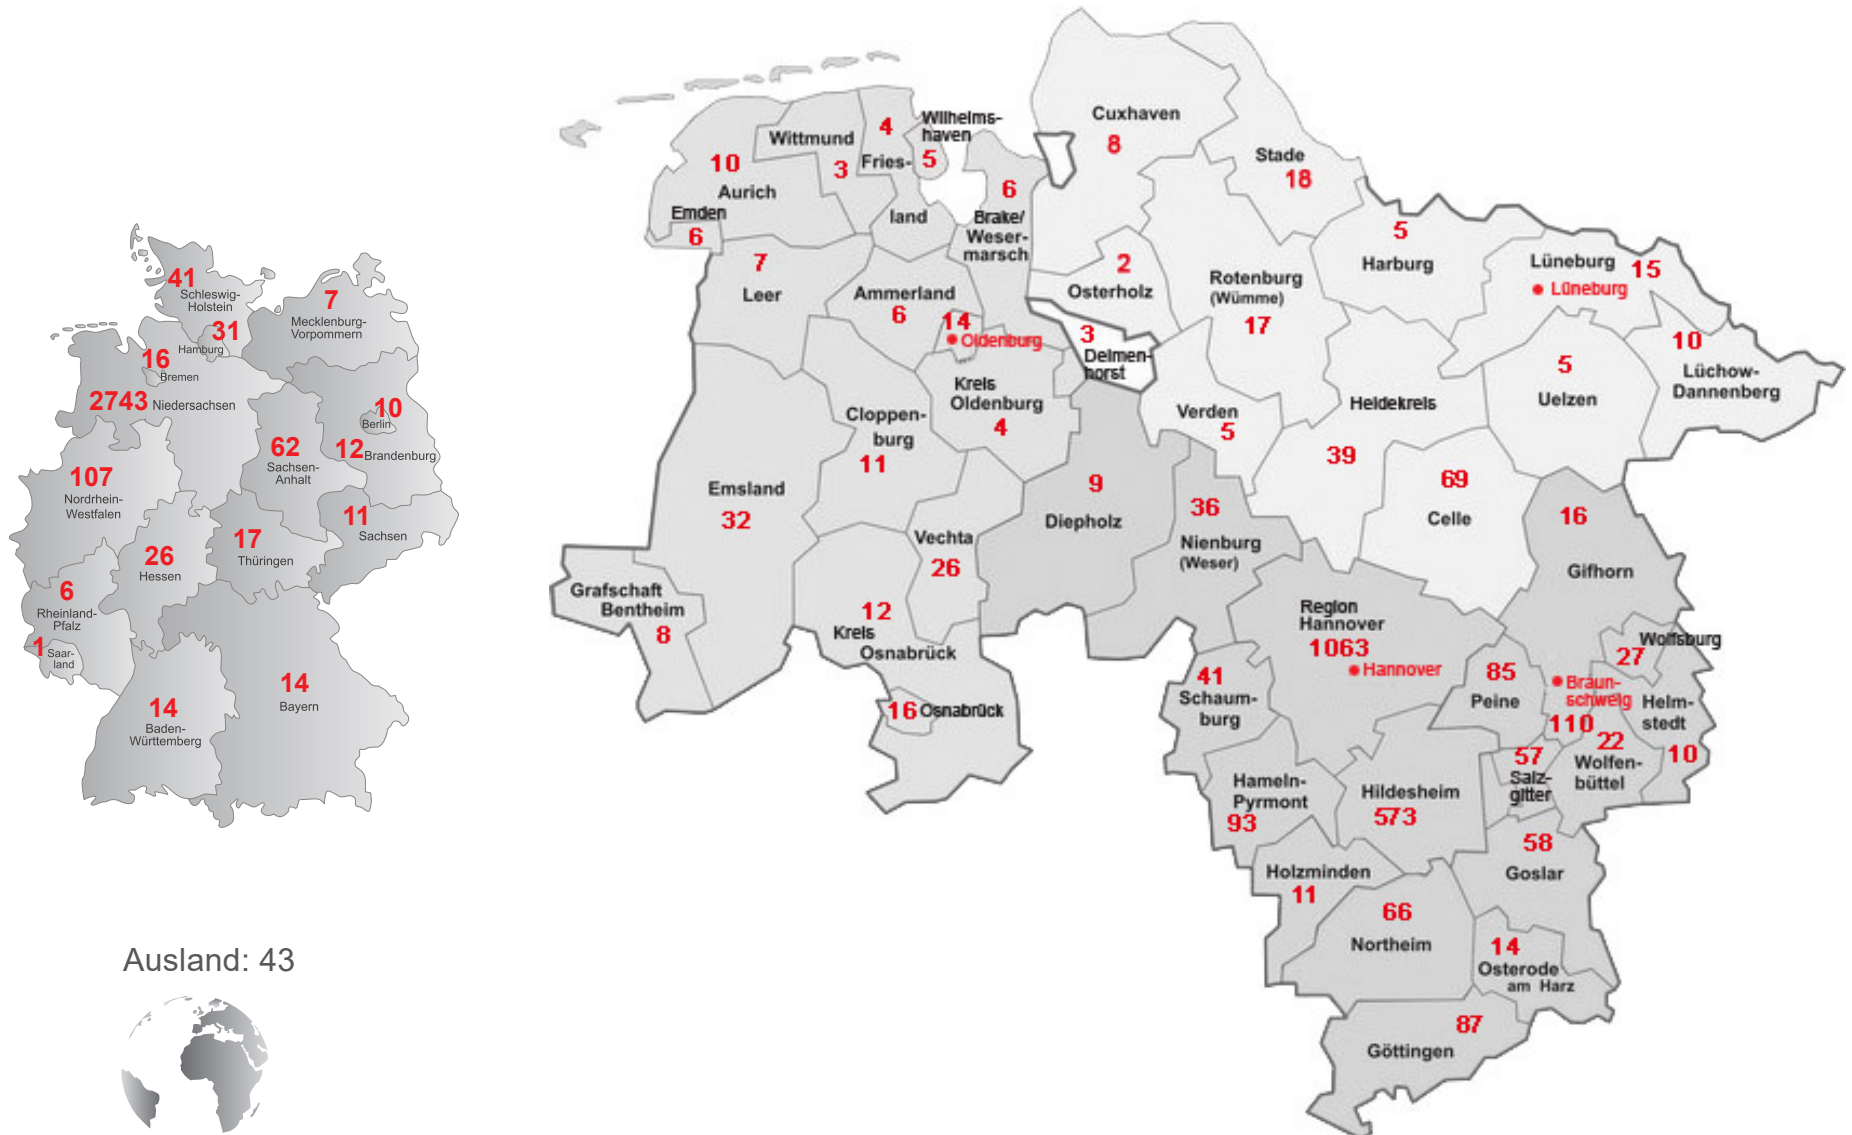 41
Schleswig-
Holstein
7
Mecklenburg-
Vorpommern
31
Hamburg
16
Bremen
2743 Niedersachsen
10
Berlin
12 Brandenburg
62
Sachsen-
Anhalt
107
Nordrhein-
Westfalen
11
Sachsen
17
Thüringen
26
Hessen
6
Rheinland-
Pfalz
1
Saar-
land
14
Baden-
Württemberg
14
Bayern
Ausland: 43
Cuxhaven
8
Stade
18
Wittmund
3
4
Fries-
land
Wilhelms-
haven
5
10
Aurich
Emden
6
6
Brake/
Weser-
marsch
7
Leer
Ammerland
6
14
Oldenburg
2
Osterholz
3
Delmen-
horst
Rotenburg
(Wümme)
17
5
Harburg
Lüneburg 15
Lüneburg
10
Lüchow-
Dannenberg
5
Uelzen
Heidekreis
39
Verden
5
Kreis
Oldenburg
4
Cloppen-
burg
11
Emsland
32
9
Diepholz
36
Nienburg
(Weser)
69
Celle
16
Gifhorn
Vechta
26
Grafschaft
Bentheim
8
12
Kreis
Osnabrück
16 Osnabrück
Region
Hannover
1063
Hannover
41
Schaum-
burg
85
Peine
Wolfsburg
27
Braun-
schweig
110
Helm-
stedt
10
22
Wolfen-
büttel
57
Salz-
gitter
Hameln-
Pyrmont
93
Hildesheim
573
58
Goslar
Holzminden
11
66
Northeim
14
Osterode
am Harz
87
Göttingen